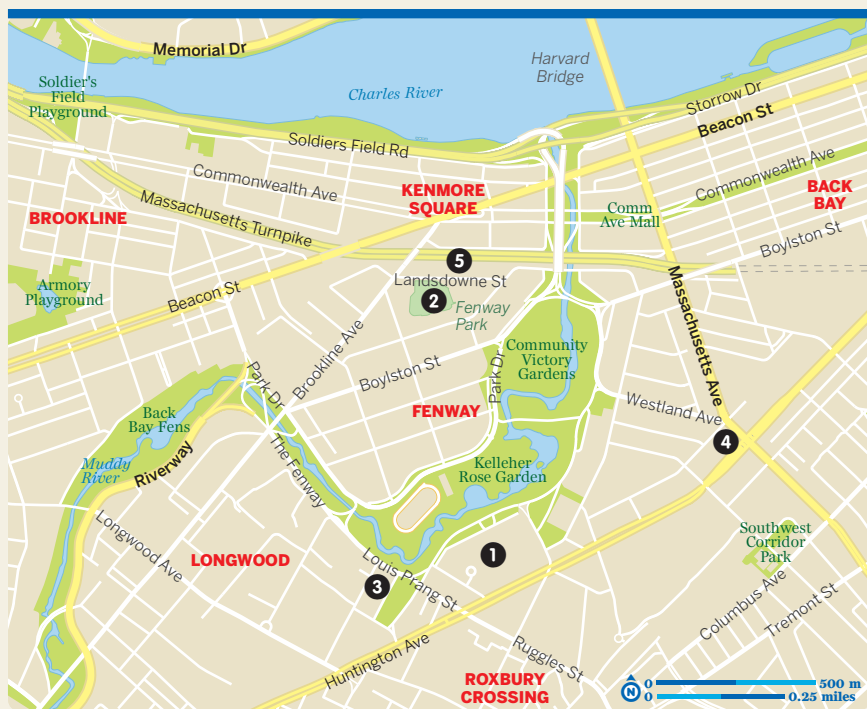 Memorial Dr
Harvard
Bridge
Soldier's
Field
Playground
Charles River
Storrow Dr
Beacon St
Soldiers Field Rd
Commonwealth Ave
Commonwealth Ave
KENMORE
SQUARE
BACK
BAY
BROOKLINE
Massachusetts Turnpike
Comm
Ave Mall
Boylston St
5
Landsdowne St
2
Fenway
Park
Armory
Playground
Beacon St
Massachusetts Ave
Brookline Ave
Community
Victory
Gardens
Park Dr
Boylston St
Park Dr
FENWAY
Westland Ave
Back
Bay Fens
4
Muddy
River
Riverway
The Fenway
Kelleher
Rose Garden
Longwood Ave
Southwest
Corridor
Park
LONGWOOD
1
Louis Prang St
3
Columbus Ave
Tremont St
Huntington Ave
Ruggles St
ROXBURY
CROSSING
N
0 500 m
0 0.25 miles